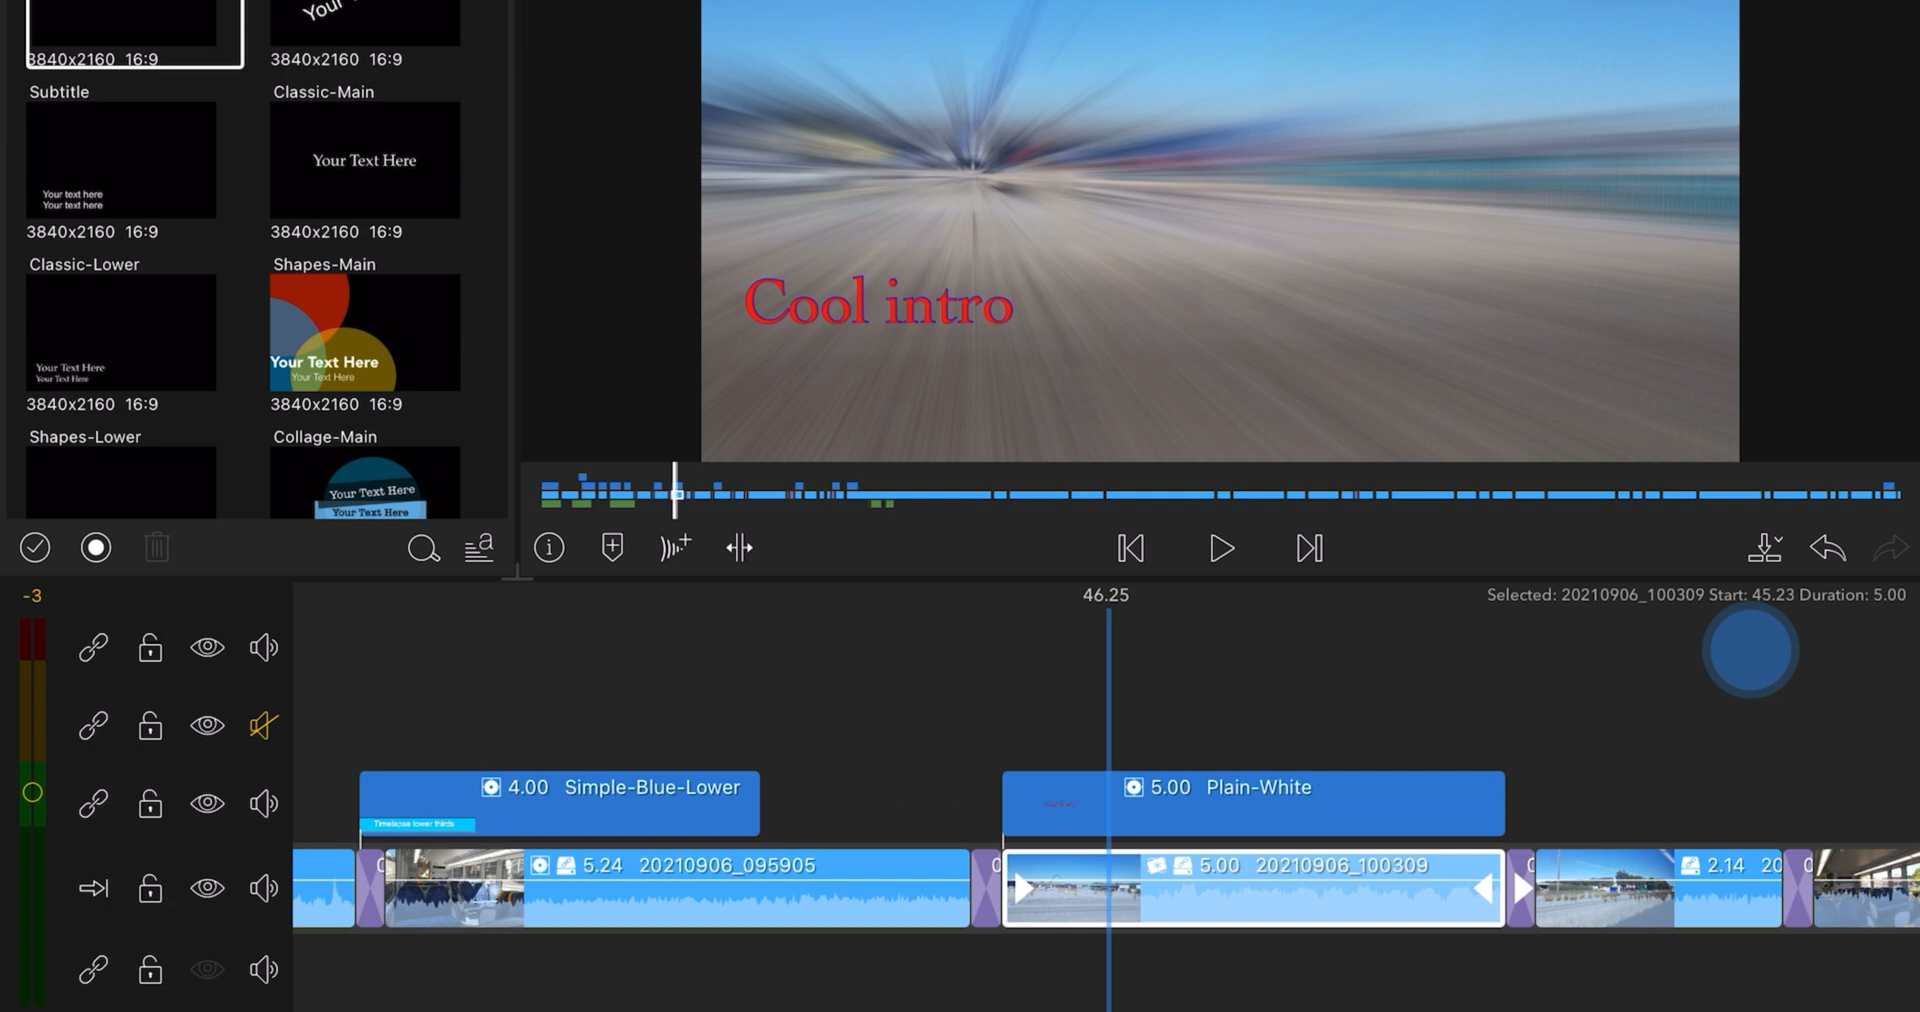 Your
3840x2160 16:9
3840x2160 16:9
Subtitle
Classic-Main
Your text here
Your text here
Your Text Here
3840x2160 16:9
3840x2160 16:9
Classic-Lower
Shapes-Main
Your Text Here
Your Text Here
Your Text Here
Your Text Here
3840x2160 16:9
3840x2160 16:9
Shapes-Lower
Collage-Main
Your Text Here
Your Text Here
Cool intro
-3
46.25
Selected: 20210906_100309 Start: 45.23 Duration: 5.00
4.00 Simple-Blue-Lower
Timelapse lower thirds
5.00 Plain-White
5.24 20210906_095905
5.00 20210906_100309
2.14 20